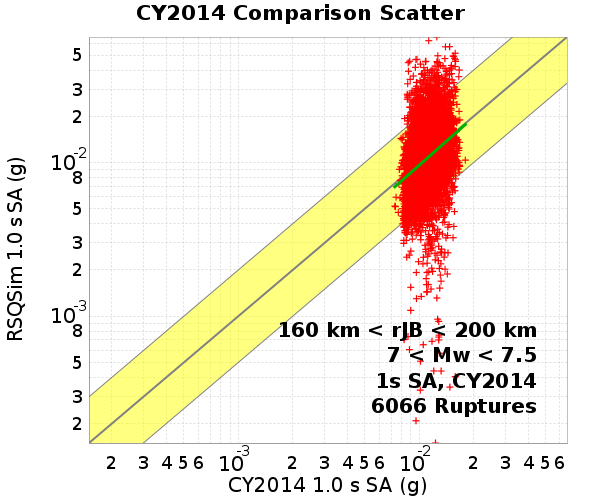 CY2014 Comparison Scatter
RSQSim 1.0 s SA (g)
5
3
2
10-2
8
5
3
2
10-3
8
5
3
2
160 km < rJB < 200 km
7 < Mw < 7.5
1s SA, CY2014
6066 Ruptures
2 3 4 5 6 10-3 2 3 4 5 6 10-2 2 3 4 5 6
CY2014 1.0 s SA (g)